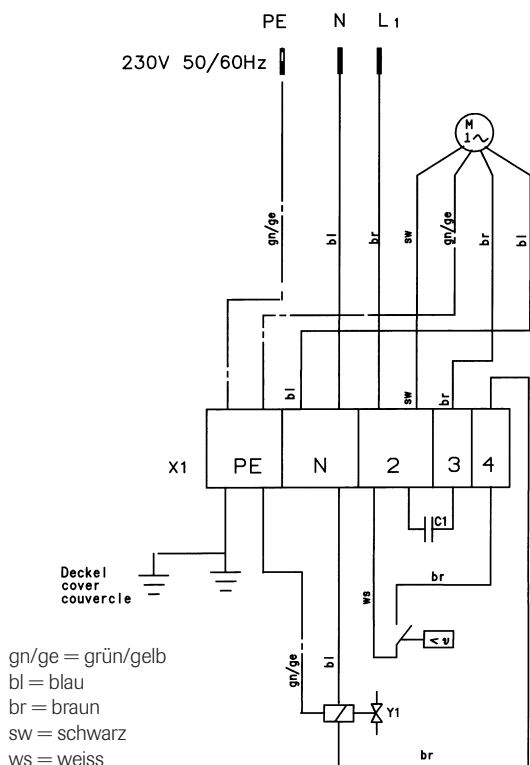 PE N L1
230V 50/60Hz
M
1~
gn/ge
bl
br
sw
gn/ge
br
bl
bl
sw
br
X1
PE
N
2
3
4
C1
Deckel
cover
couvercle
ws
br
< ϑ
gn/ge
bl
Y1
br
gn/ge = grün/gelb
bl = blau
br = braun
sw = schwarz
ws = weiss